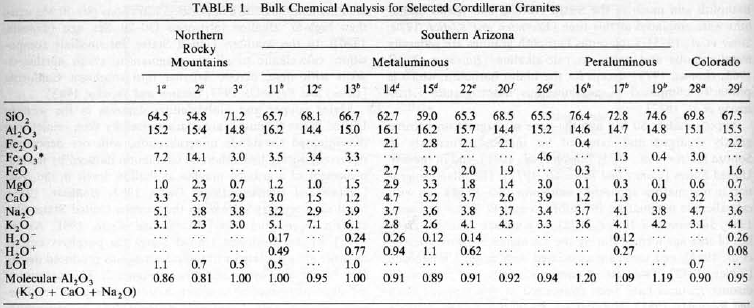 TABLE 1. Bulk Chemical Analysis for Selected Cordilleran Granites
Northern Rocky Mountains Southern Arizona
Metaluminous Peraluminous Colorado
1ᵃ 2ᵃ 3ᵃ 11ᵇ 12ᶜ 13ᵇ 14ᵈ 15ᵈ 22ᵉ 20ᶠ 26ᵃ 16ᵇ 17ᵇ 19ᵇ 28ᵃ 29ᶠ
SiO₂ 64.5 54.8 71.2 65.7 68.1 66.7 62.7 59.0 65.3 68.5 65.5 76.4 72.8 74.6 69.8 67.5
Al₂O₃ 15.2 15.4 14.8 16.2 14.4 15.0 16.1 16.2 15.7 14.4 15.2 14.6 14.7 14.8 15.1 15.5
Fe₂O₃ ... ... ... ... ... ... 2.1 2.8 2.1 2.1 ... 0.4 ... ... ... 2.2
Fe₂O₃* 7.2 14.1 3.0 3.5 3.4 3.3 ... ... ... ... 4.6 ... 1.3 0.4 3.0 ...
FeO ... ... ... ... ... ... 2.7 3.9 2.0 1.9 ... 0.3 ... ... ... 1.6
MgO 1.0 2.3 0.7 1.2 1.0 1.5 2.9 3.3 1.8 1.4 3.0 0.1 0.3 0.1 0.6 0.7
CaO 3.3 5.7 2.9 3.0 1.5 1.2 4.7 5.2 3.7 2.6 3.9 1.2 1.3 0.9 3.2 3.3
Na₂O 5.1 3.8 3.8 3.2 2.9 3.9 3.7 3.6 3.8 3.7 3.4 3.7 4.1 3.8 4.7 3.6
K₂O 3.1 2.3 3.0 5.1 7.1 6.1 2.8 2.6 4.1 4.3 3.3 3.6 4.1 4.2 3.1 4.1
H₂O⁻ ... ... ... 0.17 ... 0.24 0.26 0.12 0.14 ... ... ... 0.12 ... ... 0.26
H₂O⁺ ... ... ... 0.49 ... 0.77 0.94 1.1 0.62 ... ... ... 0.27 ... ... 0.08
LOI 1.1 0.7 0.5 0.5 ... 1.0 ... ... ... ... ... ... ... ... 0.7 ...
Molecular Al₂O₃ 0.86 0.81 1.00 1.00 0.95 1.00 0.91 0.89 0.91 0.92 0.94 1.20 1.09 1.19 0.90 0.95
(K₂O + CaO + Na₂O)